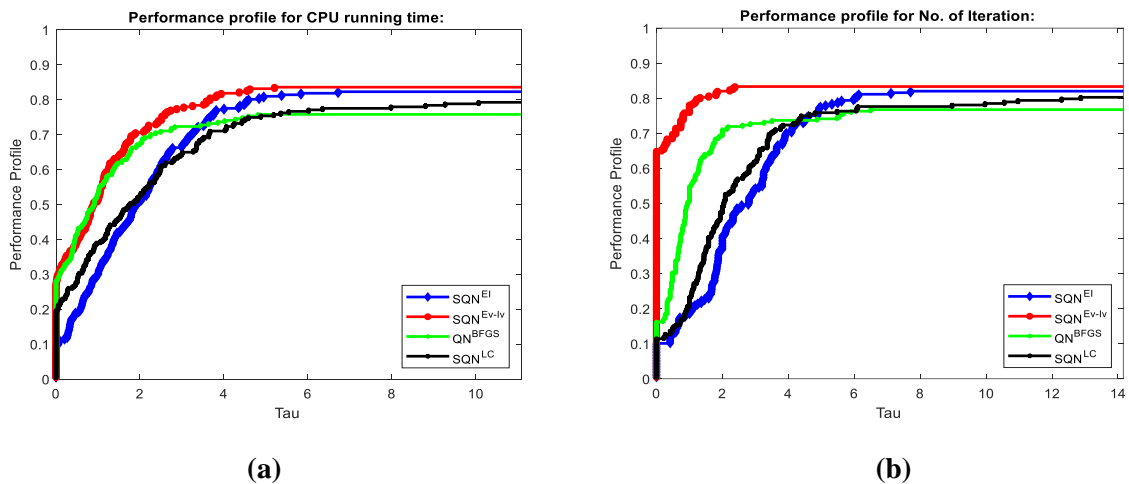 Performance profile for CPU running time:
1
0.9
0.8
0.7
0.6
0.5
0.4
0.3
0.2
0.1
0
Performance Profile
0 2 4 6 8 10
Tau
SQN^EI
SQN^Ev-Iv
QN^BFGS
SQN^LC
(a)
Performance profile for No. of Iteration:
1
0.9
0.8
0.7
0.6
0.5
0.4
0.3
0.2
0.1
0
Performance Profile
0 2 4 6 8 10 12 14
Tau
SQN^EI
SQN^Ev-Iv
QN^BFGS
SQN^LC
(b)